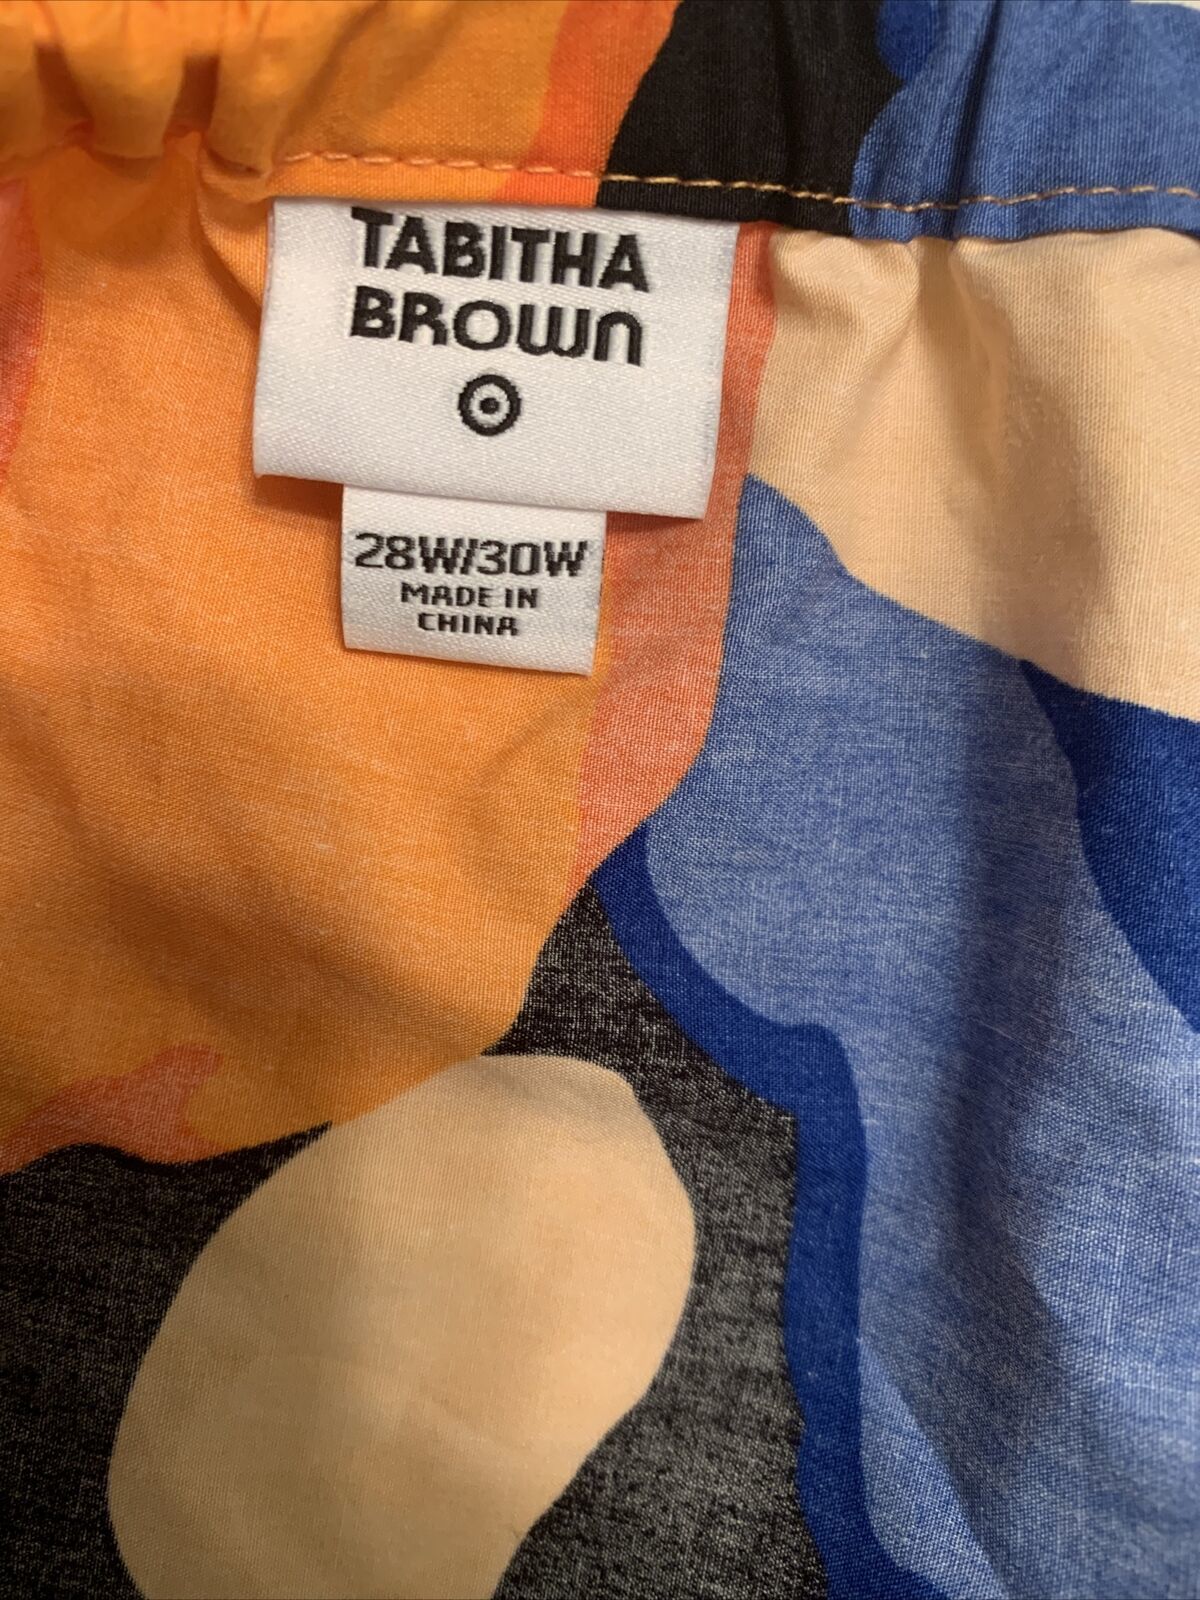 TABITHA
BROWN
28W/30W
MADE IN
CHINA